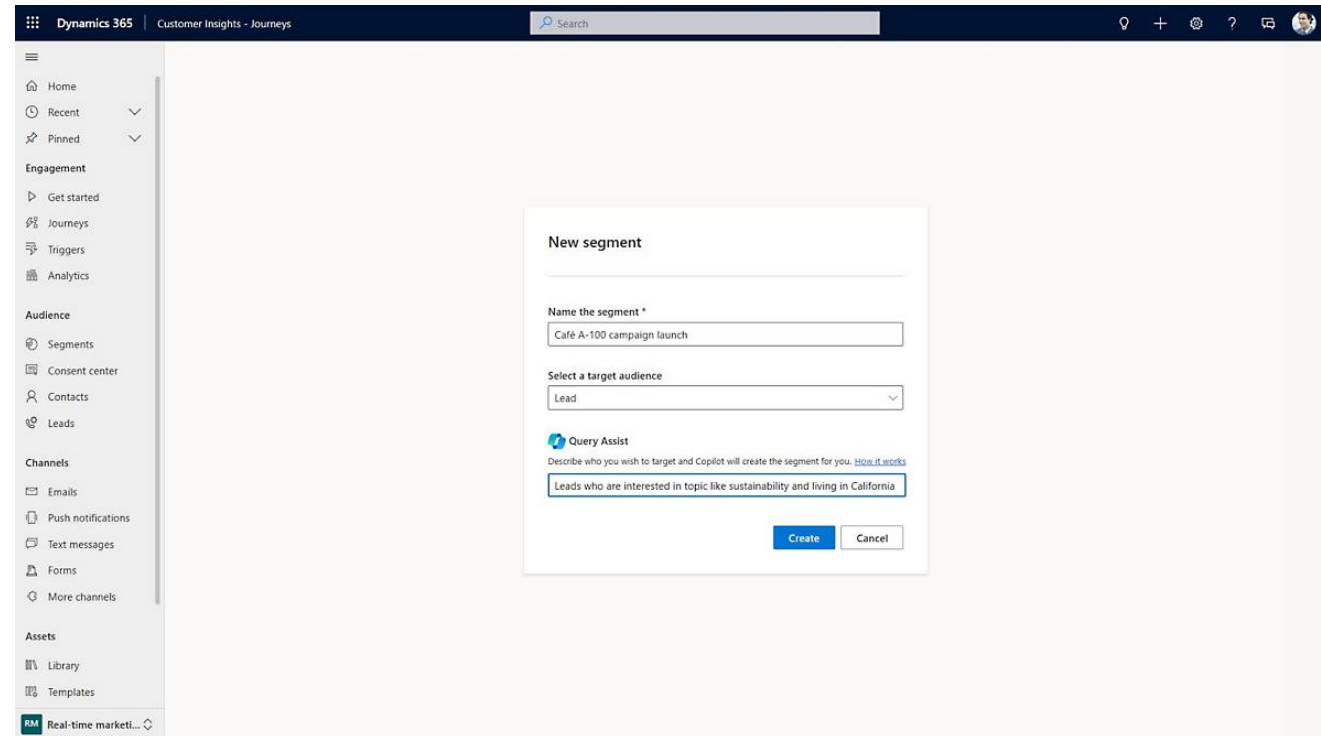 Dynamics 365
Customer Insights - Journeys
Search
Home
Recent
Pinned
Engagement
Get started
Journeys
Triggers
Analytics
Audience
Segments
Consent center
Contacts
Leads
Channels
Emails
Push notifications
Text messages
Forms
More channels
Assets
Library
Templates
RM Real-time marketi...
New segment
Name the segment *
Café A-100 campaign launch
Select a target audience
Lead
Query Assist
Describe who you wish to target and Copilot will create the segment for you. How it works
Leads who are interested in topic like sustainability and living in California
Create
Cancel